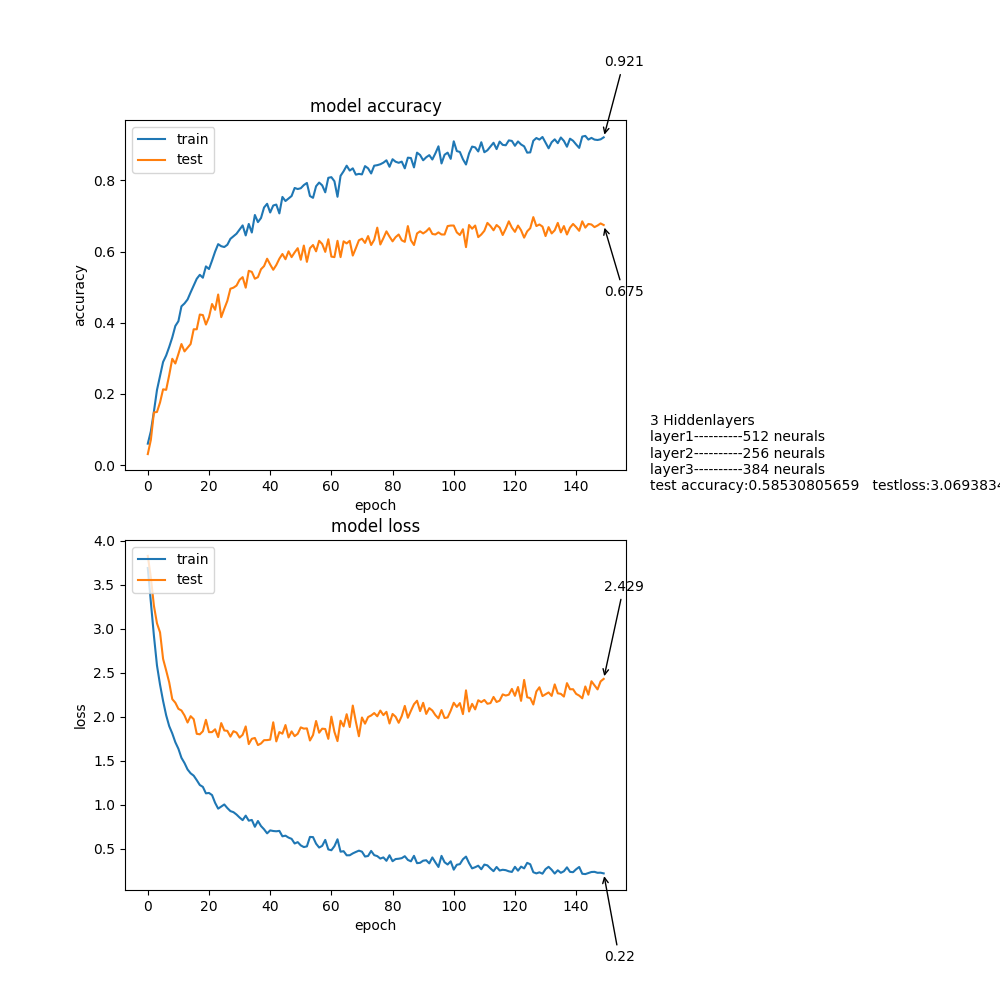 0.921
model accuracy
train
test
0.8
0.6
0.4
0.2
0.0
accuracy
0.675
0 20 40 60 80 100 120 140
epoch
3 Hiddenlayers
layer1----------512 neurals
layer2----------256 neurals
layer3----------384 neurals
test accuracy:0.58530805659 testloss:3.0693834
model loss
train
test
4.0
3.5
3.0
2.5
2.0
1.5
1.0
0.5
loss
2.429
0 20 40 60 80 100 120 140
epoch
0.22